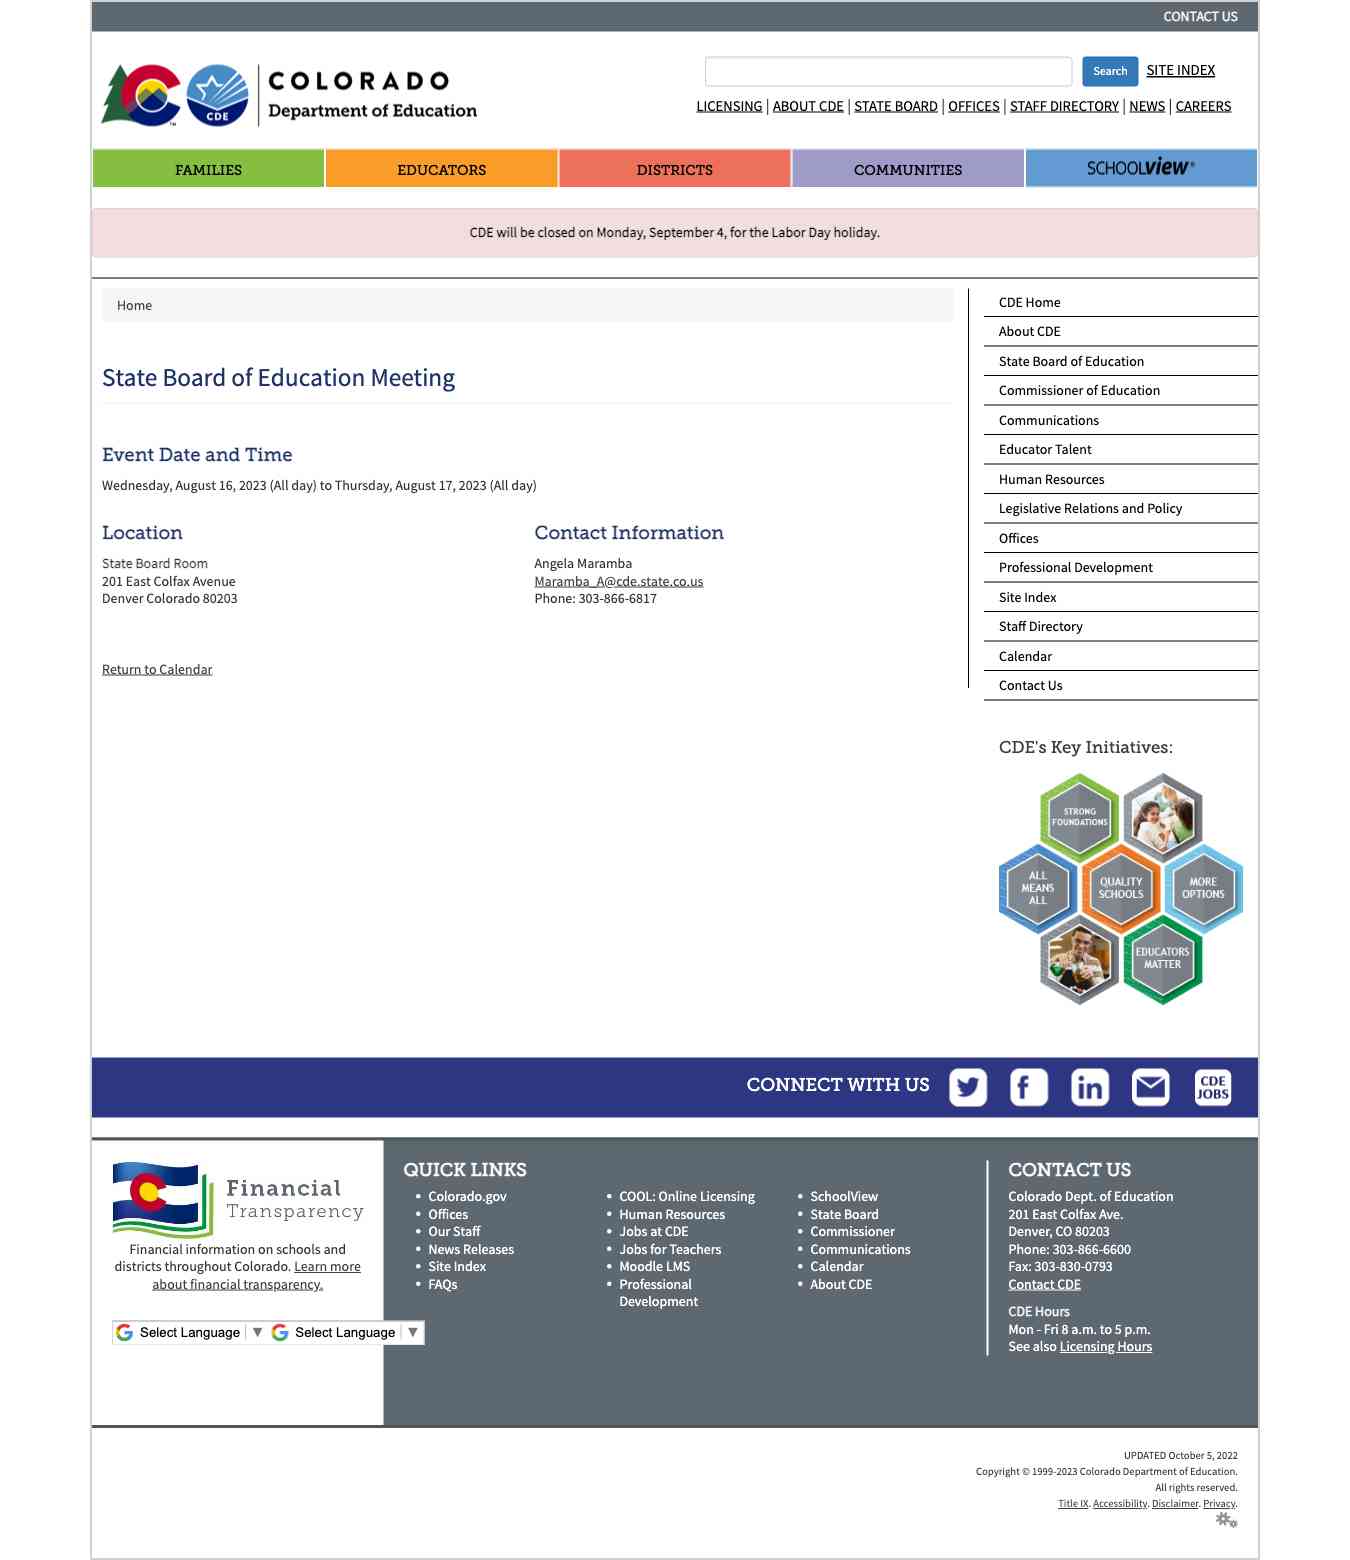 CONTACT US
CDE
COLORADO
Department of Education
Search
SITE INDEX
LICENSING | ABOUT CDE | STATE BOARD | OFFICES | STAFF DIRECTORY | NEWS | CAREERS
FAMILIES
EDUCATORS
DISTRICTS
COMMUNITIES
SCHOOLview®
CDE will be closed on Monday, September 4, for the Labor Day holiday.
Home
State Board of Education Meeting
Event Date and Time
Wednesday, August 16, 2023 (All day) to Thursday, August 17, 2023 (All day)
Location
State Board Room
201 East Colfax Avenue
Denver Colorado 80203
Contact Information
Angela Maramba
Maramba_A@cde.state.co.us
Phone: 303-866-6817
Return to Calendar
CDE Home
About CDE
State Board of Education
Commissioner of Education
Communications
Educator Talent
Human Resources
Legislative Relations and Policy
Offices
Professional Development
Site Index
Staff Directory
Calendar
Contact Us
CDE's Key Initiatives:
STRONG
FOUNDATIONS
ALL
MEANS
ALL
QUALITY
SCHOOLS
MORE
OPTIONS
EDUCATORS
MATTER
CONNECT WITH US
CDE
JOBS
Financial
Transparency
Financial information on schools and
districts throughout Colorado. Learn more
about financial transparency.
Select Language ▼ Select Language ▼
QUICK LINKS
Colorado.gov
Offices
Our Staff
News Releases
Site Index
FAQs
COOL: Online Licensing
Human Resources
Jobs at CDE
Jobs for Teachers
Moodle LMS
Professional
Development
SchoolView
State Board
Commissioner
Communications
Calendar
About CDE
CONTACT US
Colorado Dept. of Education
201 East Colfax Ave.
Denver, CO 80203
Phone: 303-866-6600
Fax: 303-830-0793
Contact CDE
CDE Hours
Mon - Fri 8 a.m. to 5 p.m.
See also Licensing Hours
UPDATED October 5, 2022
Copyright © 1999-2023 Colorado Department of Education.
All rights reserved.
Title IX. Accessibility. Disclaimer. Privacy.